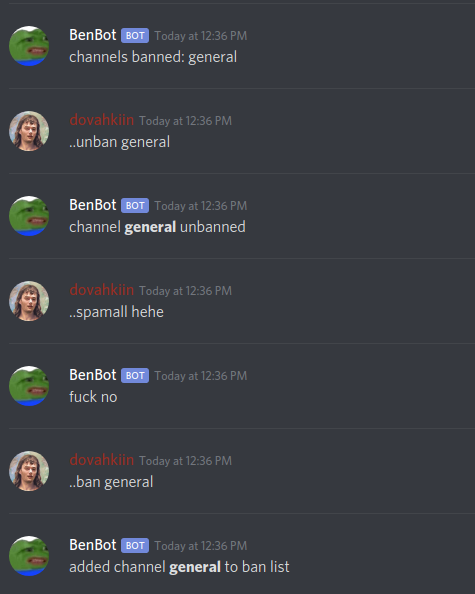 BenBot BOT Today at 12:36 PM
channels banned: general
dovahkiin Today at 12:36 PM
..unban general
BenBot BOT Today at 12:36 PM
channel general unbanned
dovahkiin Today at 12:36 PM
..spamall hehe
BenBot BOT Today at 12:36 PM
fuck no
dovahkiin Today at 12:36 PM
..ban general
BenBot BOT Today at 12:36 PM
added channel general to ban list